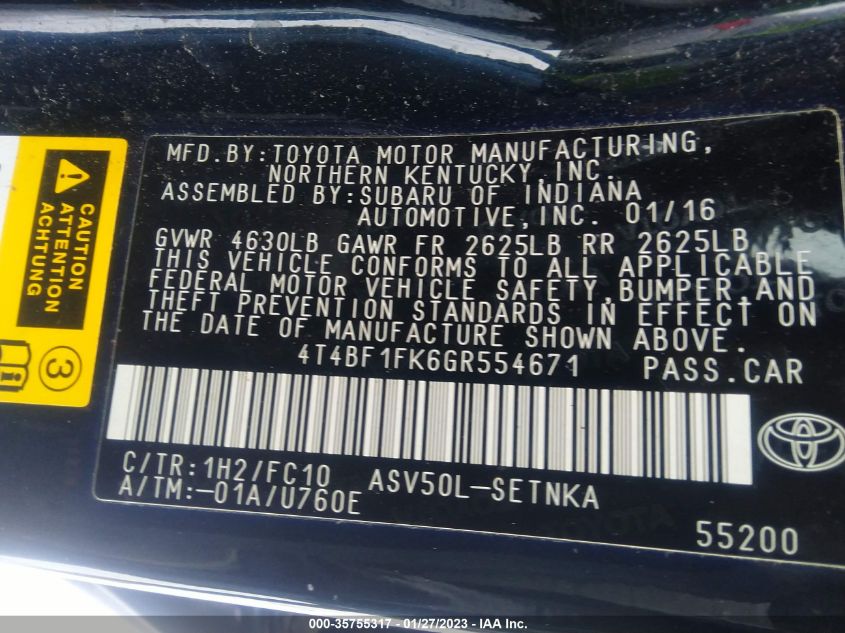 MFD.BY:TOYOTA MOTOR MANUFACTURING,
NORTHERN KENTUCKY,INC.
ASSEMBLED BY:SUBARU OF INDIANA
AUTOMOTIVE,INC. 01/16
GVWR 4630LB GAWR FR 2625LB RR 2625LB
THIS VEHICLE CONFORMS TO ALL APPLICABLE
FEDERAL MOTOR VEHICLE SAFETY,BUMPER,AND
THEFT PREVENTION STANDARDS IN EFFECT ON
THE DATE OF MANUFACTURE SHOWN ABOVE.
4T4BF1FK6GR554671 PASS.CAR
C/TR:1H2/FC10 ASV50L-SETNKA
A/TM:-01A/U760E
55200
CAUTION
ATTENTION
ACHTUNG
3
000-35755317 - 01/27/2023 - IAA Inc.